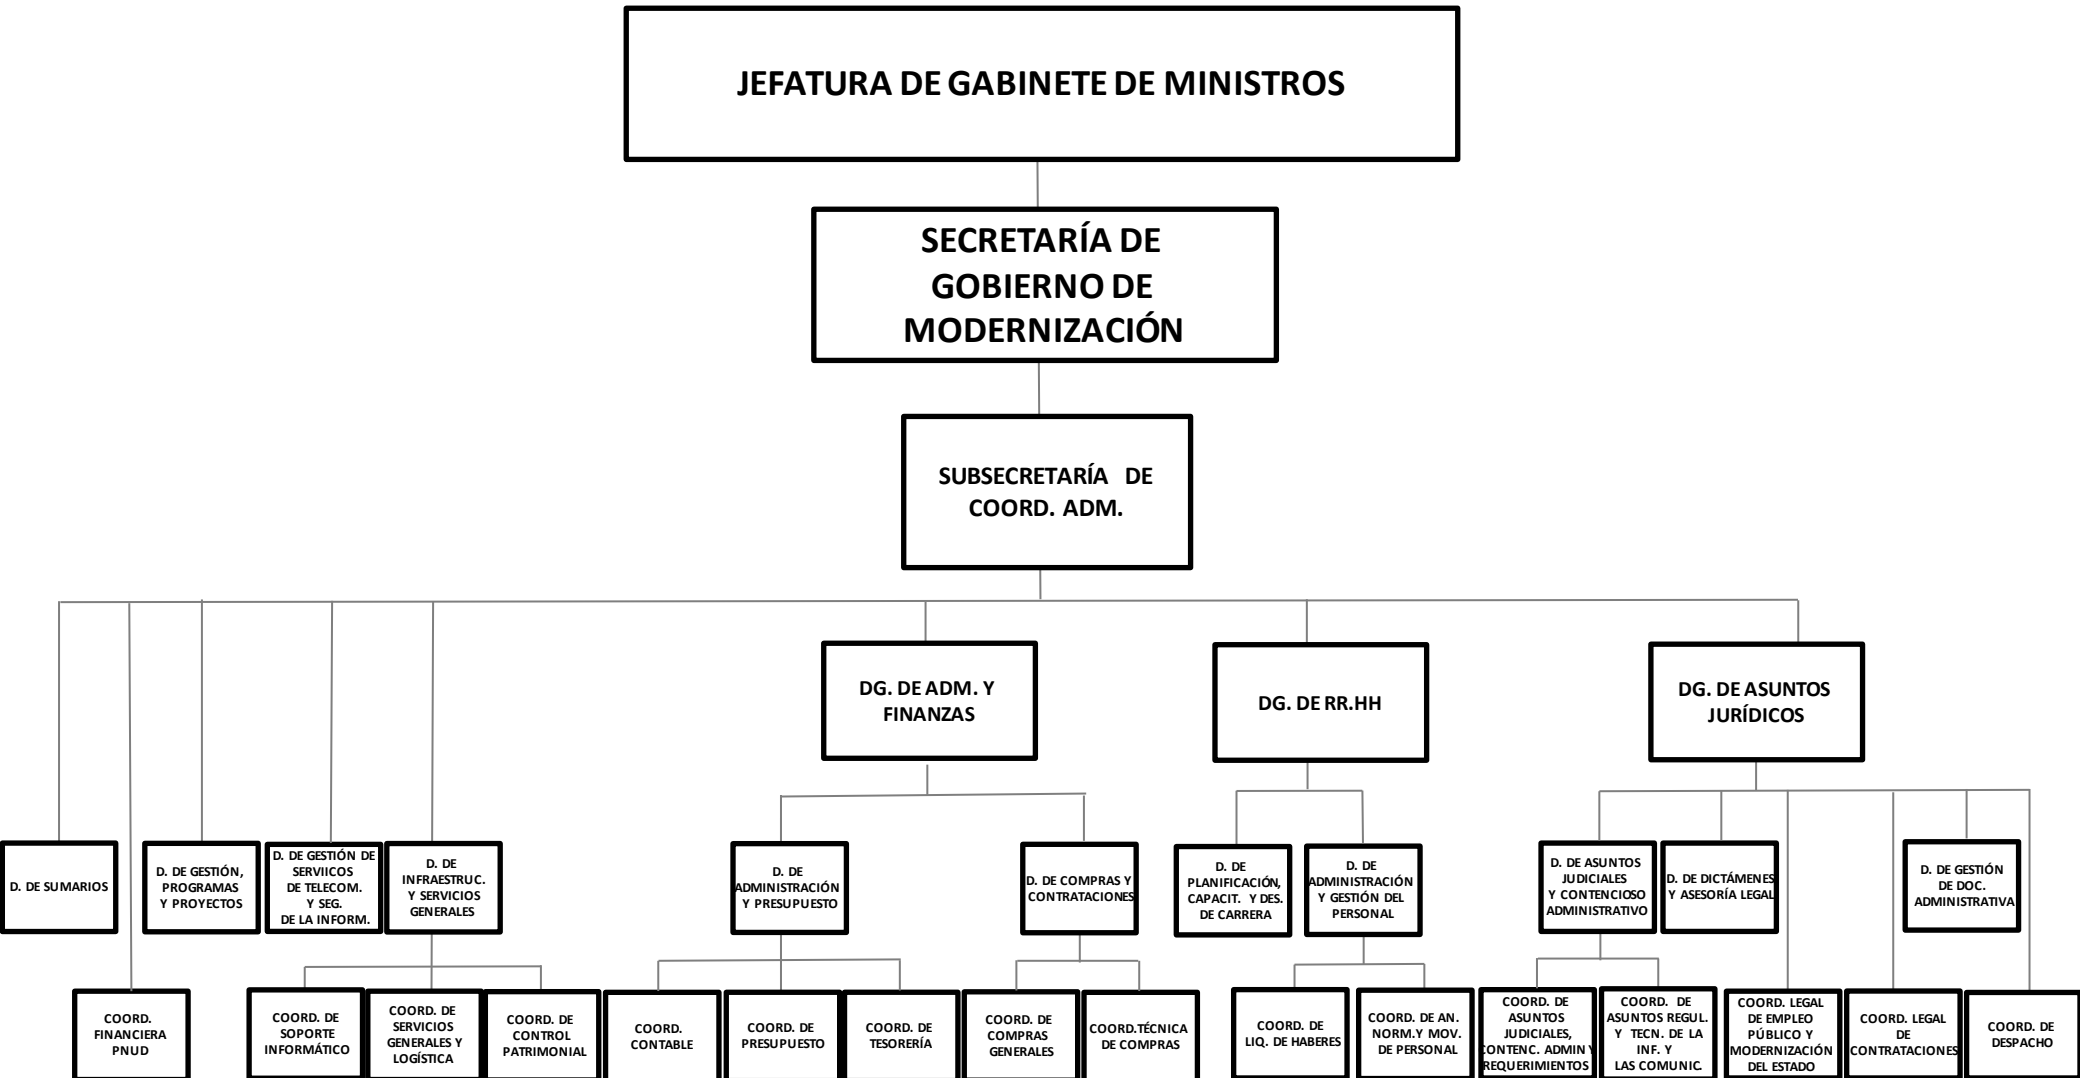 JEFATURA DE GABINETE DE MINISTROS
SECRETARÍA DE
GOBIERNO DE
MODERNIZACIÓN
SUBSECRETARÍA DE
COORD. ADM.
DG. DE ADM. Y
FINANZAS
DG. DE RR.HH
DG. DE ASUNTOS
JURÍDICOS
D. DE SUMARIOS
D. DE GESTIÓN,
PROGRAMAS
Y PROYECTOS
D. DE GESTIÓN DE
SERVIICOS
DE TELECOM.
Y SEG.
DE LA INFORM.
D. DE
INFRAESTRUC.
Y SERVICIOS
GENERALES
D. DE
ADMINISTRACIÓN
Y PRESUPUESTO
D. DE COMPRAS Y
CONTRATACIONES
D. DE
PLANIFICACIÓN,
CAPACIT. Y DES.
DE CARRERA
D. DE
ADMINISTRACIÓN
Y GESTIÓN DEL
PERSONAL
D. DE ASUNTOS
JUDICIALES
Y CONTENCIOSO
ADMINISTRATIVO
D. DE DICTÁMENES
Y ASESORÍA LEGAL
D. DE GESTIÓN
DE DOC.
ADMINISTRATIVA
COORD.
FINANCIERA
PNUD
COORD. DE
SOPORTE
INFORMÁTICO
COORD. DE
SERVICIOS
GENERALES Y
LOGÍSTICA
COORD. DE
CONTROL
PATRIMONIAL
COORD.
CONTABLE
COORD. DE
PRESUPUESTO
COORD. DE
TESORERÍA
COORD. DE
COMPRAS
GENERALES
COORD.TÉCNICA
DE COMPRAS
COORD. DE
LIQ. DE HABERES
COORD. DE AN.
NORM.Y MOV.
DE PERSONAL
COORD. DE
ASUNTOS
JUDICIALES,
CONTENC. ADMIN Y
REQUERIMIENTOS
COORD. DE
ASUNTOS REGUL.
Y TECN. DE LA
INF. Y
LAS COMUNIC.
COORD. LEGAL
DE EMPLEO
PÚBLICO Y
MODERNIZACIÓN
DEL ESTADO
COORD. LEGAL
DE
CONTRATACIONES
COORD. DE
DESPACHO